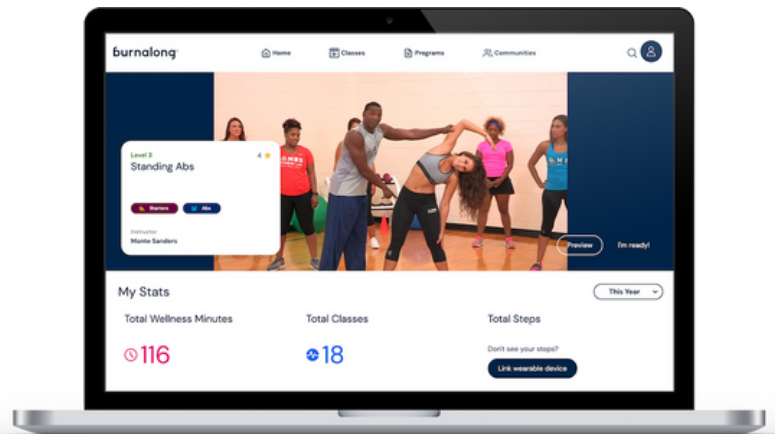 burnalong
Home
Classes
Programs
Communities
Level 3
4
Standing Abs
Starters
Abs
Instructor
Monte Sanders
Preview
I'm ready!
My Stats
This Year
Total Wellness Minutes
Total Classes
Total Steps
116
18
Don't see your steps?
Link wearable device